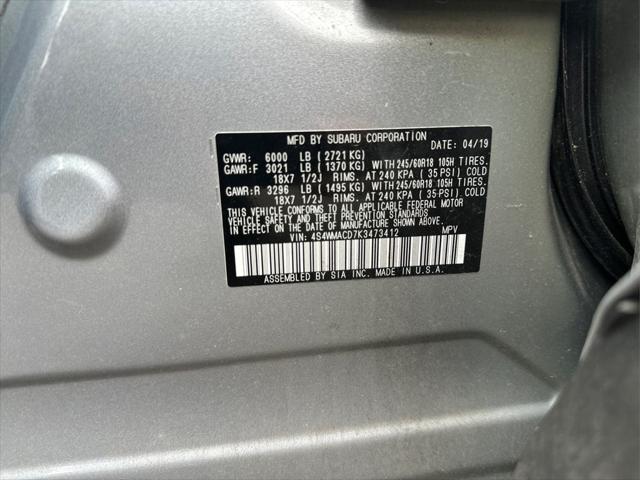 MFD BY SUBARU CORPORATION DATE: 04/19
GVWR: 6000 LB (2721 KG)
GAWR:F 3021 LB (1370 KG) WITH 245/60R18 105H TIRES.
18X7 1/2J RIMS. AT 240 KPA (35 PSI) COLD
GAWR:R 3296 LB (1495 KG) WITH 245/60R18 105H TIRES.
18X7 1/2J RIMS. AT 240 KPA (35 PSI) COLD
THIS VEHICLE CONFORMS TO ALL APPLICABLE FEDERAL MOTOR
VEHICLE SAFETY AND THEFT PREVENTION STANDARDS
IN EFFECT ON THE DATE OF MANUFACTURE SHOWN ABOVE.
VIN: 4S4WMACD7K3473412 MPV
ASSEMBLED BY SIA INC. MADE IN U.S.A.